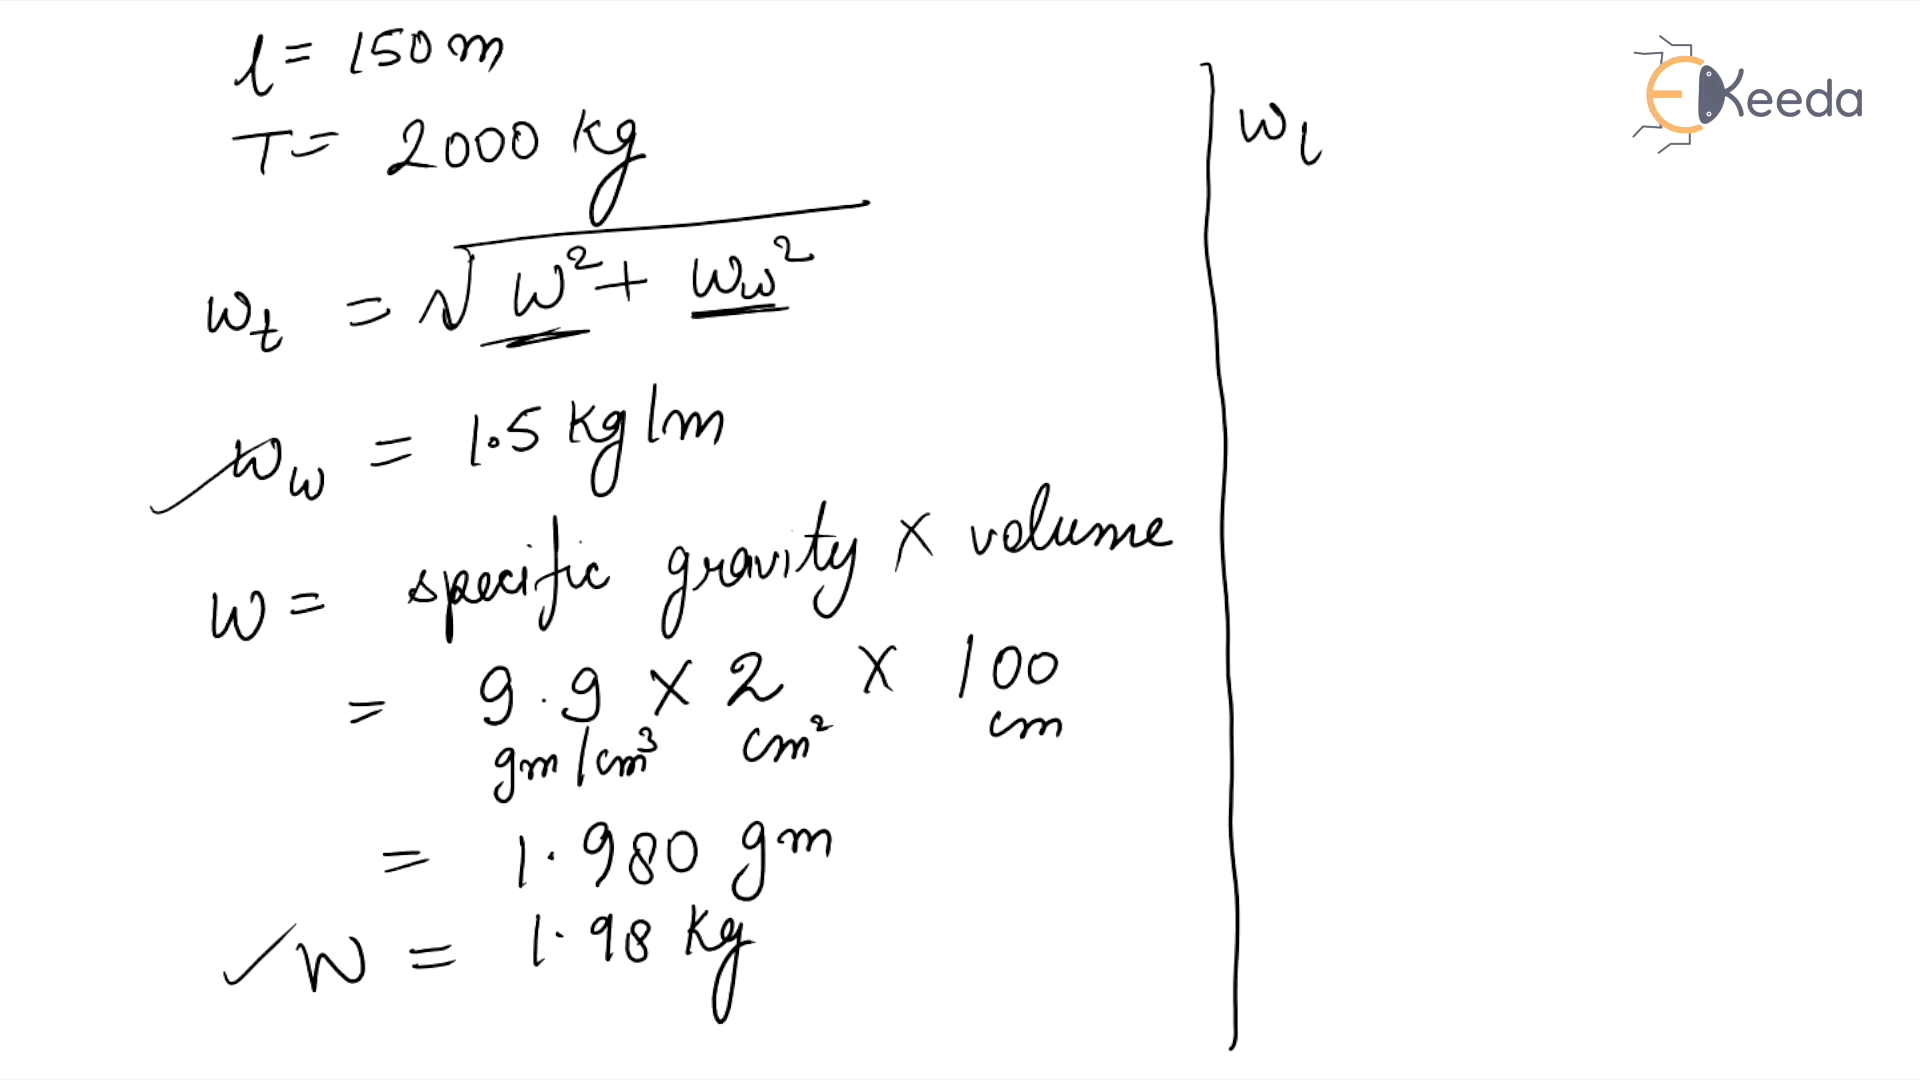 l = 150 m
T = 2000 kg
w_t = √(w² + w_w²)
w_w = 1.5 kg/m
w = specific gravity × volume
= 9.9 × 2 × 100
gm/cm³ cm² cm
= 1.980 gm
w = 1.98 kg
w_t
EKeeda